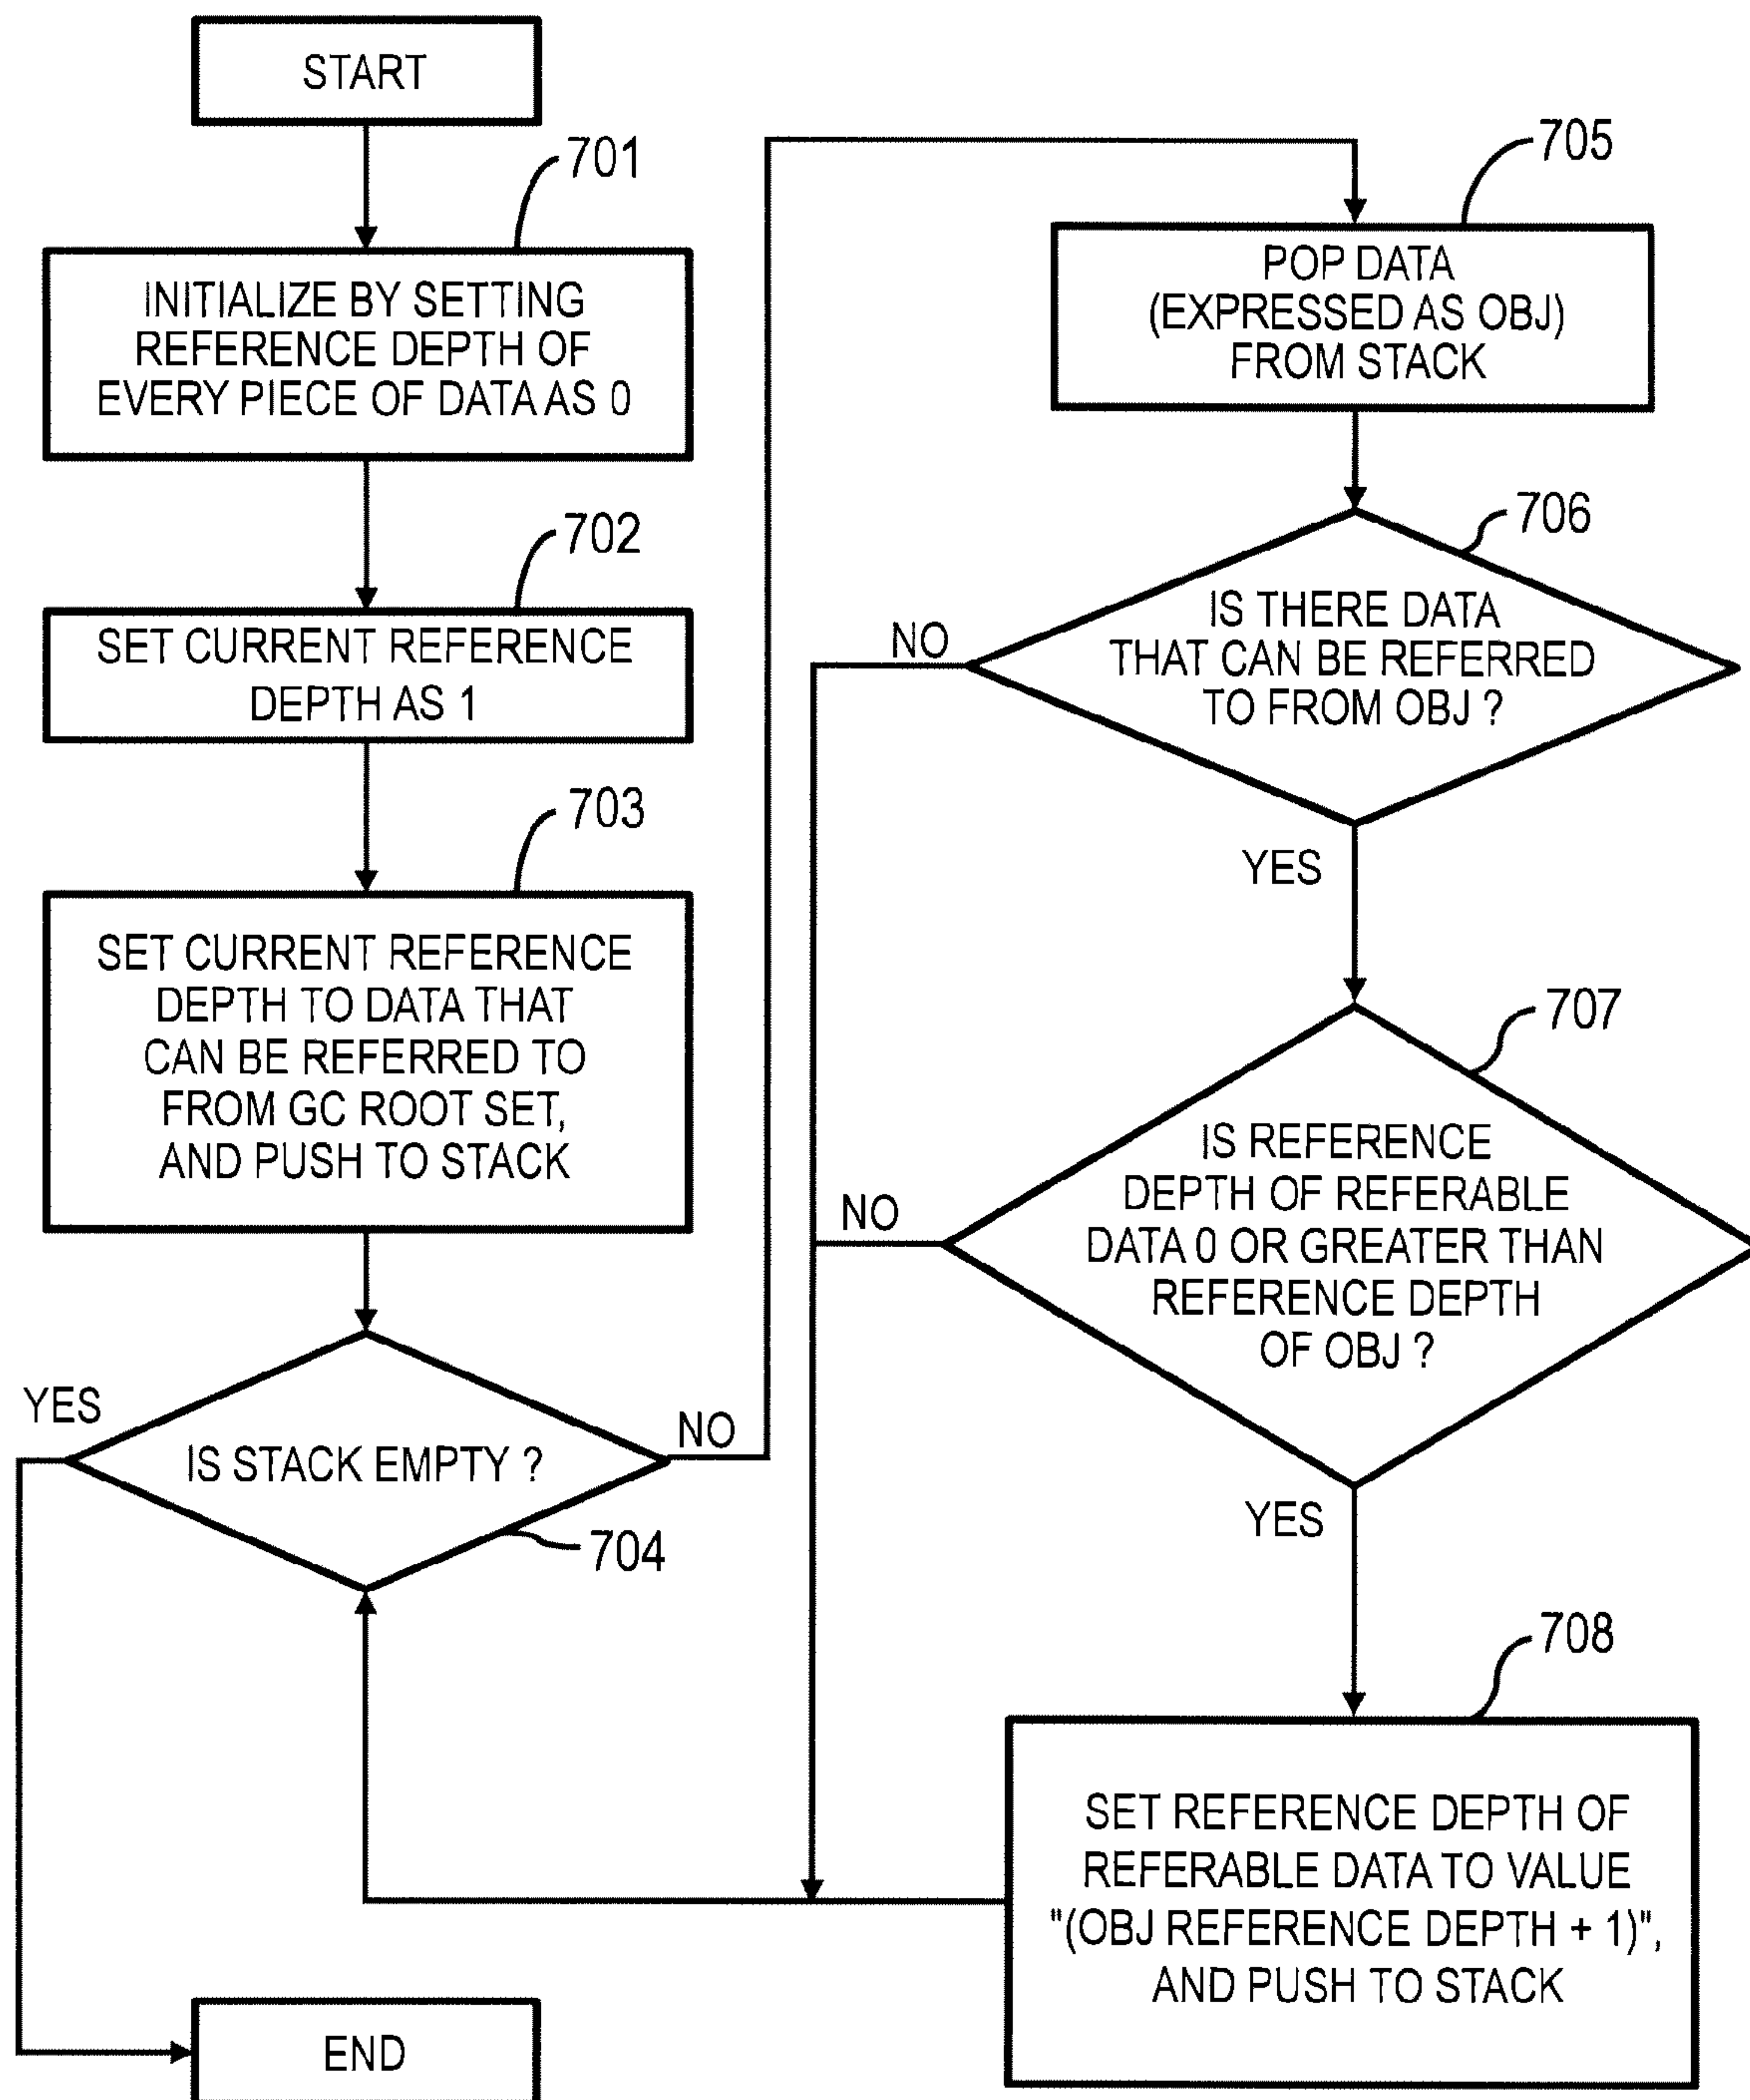 START
701
INITIALIZE BY SETTING
REFERENCE DEPTH OF
EVERY PIECE OF DATA AS 0
702
SET CURRENT REFERENCE
DEPTH AS 1
703
SET CURRENT REFERENCE
DEPTH TO DATA THAT
CAN BE REFERRED TO
FROM GC ROOT SET,
AND PUSH TO STACK
YES
IS STACK EMPTY ?
NO
704
END
705
POP DATA
(EXPRESSED AS OBJ)
FROM STACK
706
IS THERE DATA
THAT CAN BE REFERRED
TO FROM OBJ ?
NO
YES
707
IS REFERENCE
DEPTH OF REFERABLE
DATA 0 OR GREATER THAN
REFERENCE DEPTH
OF OBJ ?
NO
YES
708
SET REFERENCE DEPTH OF
REFERABLE DATA TO VALUE
"(OBJ REFERENCE DEPTH + 1)",
AND PUSH TO STACK